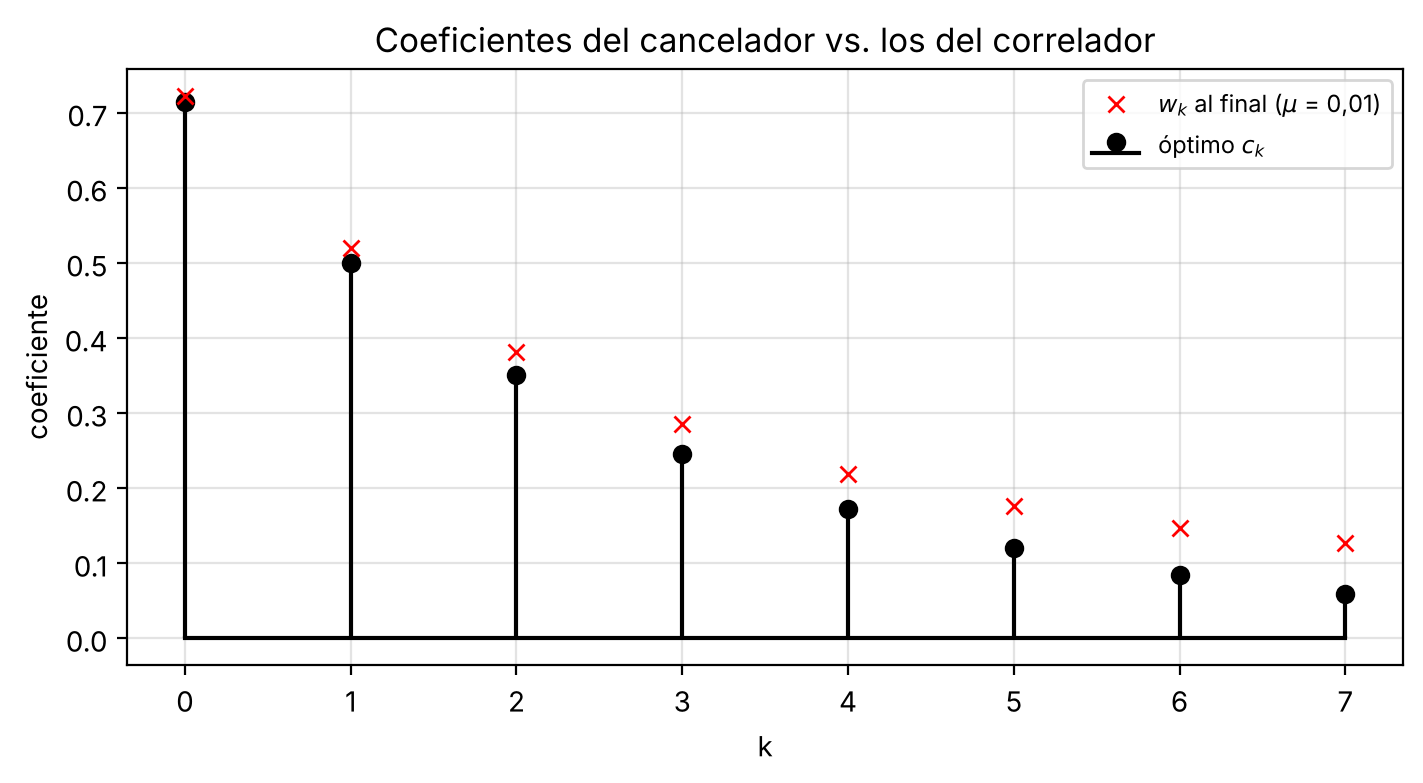 Coeficientes del cancelador vs. los del correlador
w_k al final (μ = 0,01)
óptimo c_k
coeficiente
0.7
0.6
0.5
0.4
0.3
0.2
0.1
0.0
0 1 2 3 4 5 6 7
k